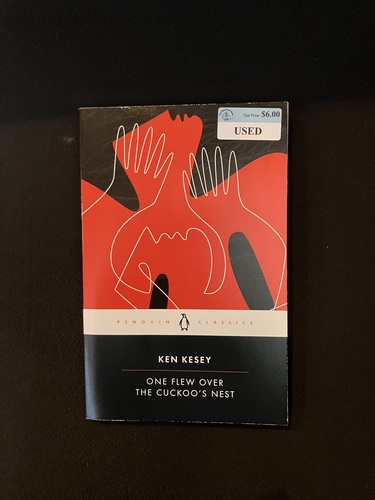 Our Price $6.00
USED
PENGUIN CLASSICS
KEN KESEY
ONE FLEW OVER
THE CUCKOO'S NEST